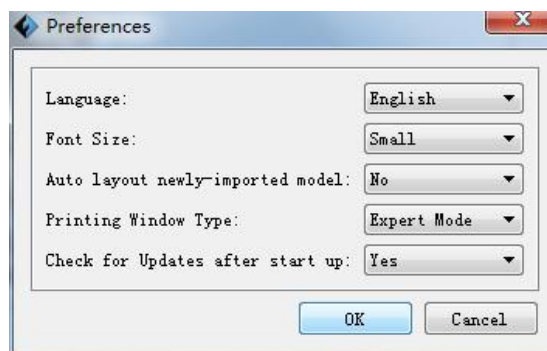 Preferences
Language: English
Font Size: Small
Auto layout newly-imported model: No
Printing Window Type: Expert Mode
Check for Updates after start up: Yes
OK Cancel